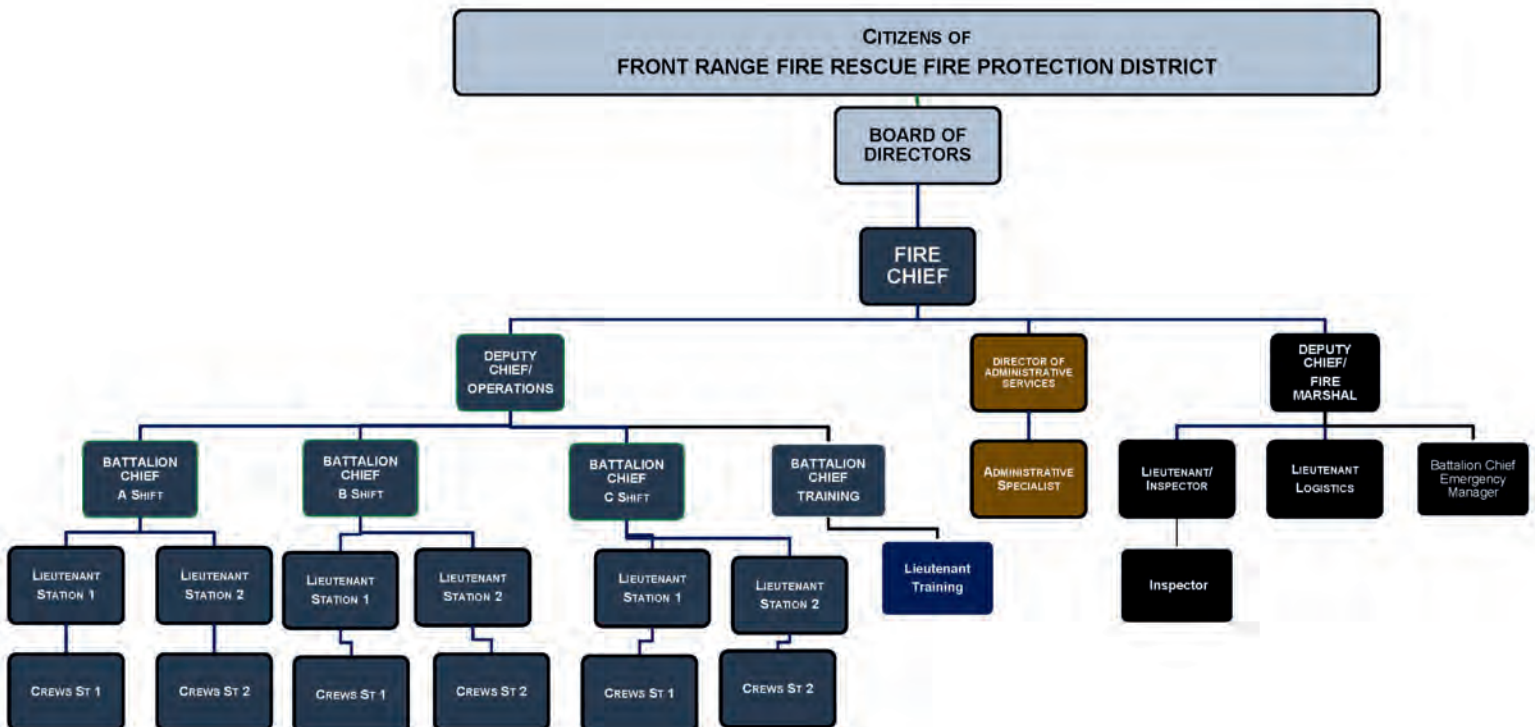 CITIZENS OF
FRONT RANGE FIRE RESCUE FIRE PROTECTION DISTRICT
BOARD OF
DIRECTORS
FIRE
CHIEF
DEPUTY
CHIEF/
OPERATIONS
DIRECTOR OF
ADMINISTRATIVE
SERVICES
DEPUTY
CHIEF/
FIRE
MARSHAL
BATTALION
CHIEF
A SHIFT
BATTALION
CHIEF
B SHIFT
BATTALION
CHIEF
C SHIFT
BATTALION
CHIEF
TRAINING
ADMINISTRATIVE
SPECIALIST
LIEUTENANT/
INSPECTOR
LIEUTENANT
LOGISTICS
Battalion Chief
Emergency
Manager
LIEUTENANT
STATION 1
LIEUTENANT
STATION 2
LIEUTENANT
STATION 1
LIEUTENANT
STATION 2
LIEUTENANT
STATION 1
LIEUTENANT
STATION 2
Lieutenant
Training
Inspector
CREWS ST 1
CREWS ST 2
CREWS ST 1
CREWS ST 2
CREWS ST 1
CREWS ST 2